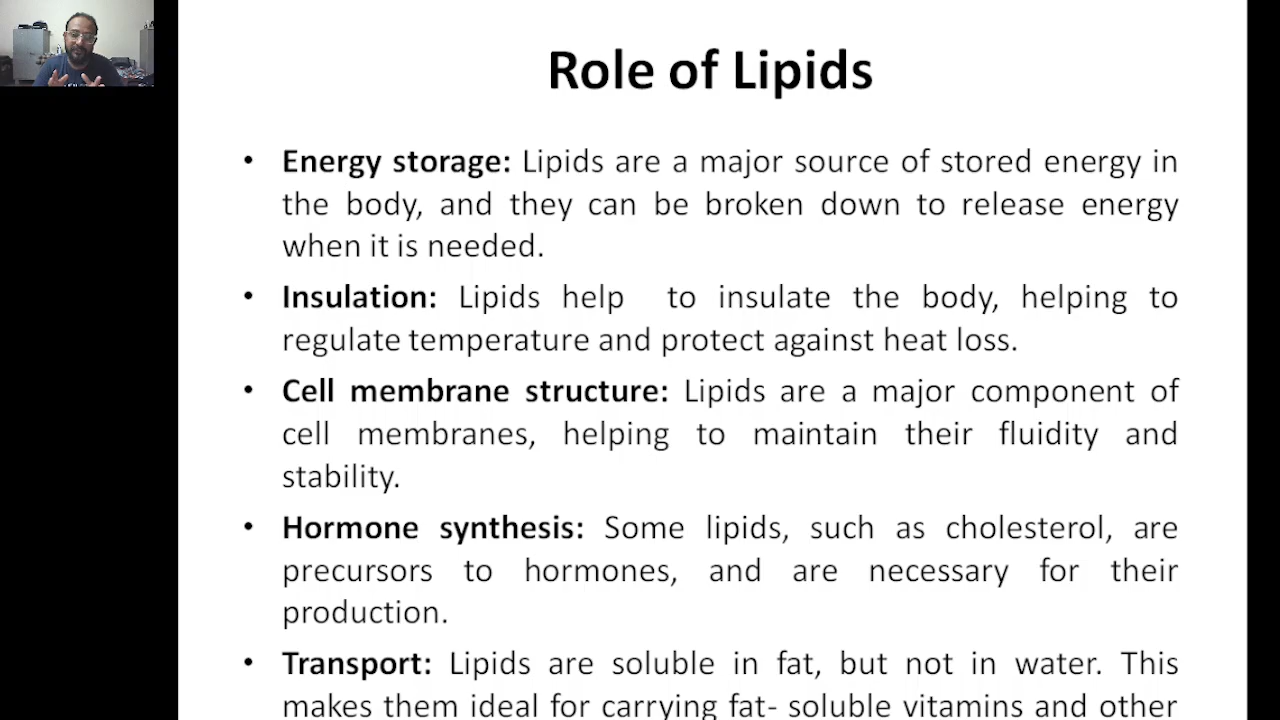 Role of Lipids
• Energy storage: Lipids are a major source of stored energy in
the body, and they can be broken down to release energy
when it is needed.
• Insulation: Lipids help to insulate the body, helping to
regulate temperature and protect against heat loss.
• Cell membrane structure: Lipids are a major component of
cell membranes, helping to maintain their fluidity and
stability.
• Hormone synthesis: Some lipids, such as cholesterol, are
precursors to hormones, and are necessary for their
production.
• Transport: Lipids are soluble in fat, but not in water. This
makes them ideal for carrying fat- soluble vitamins and other